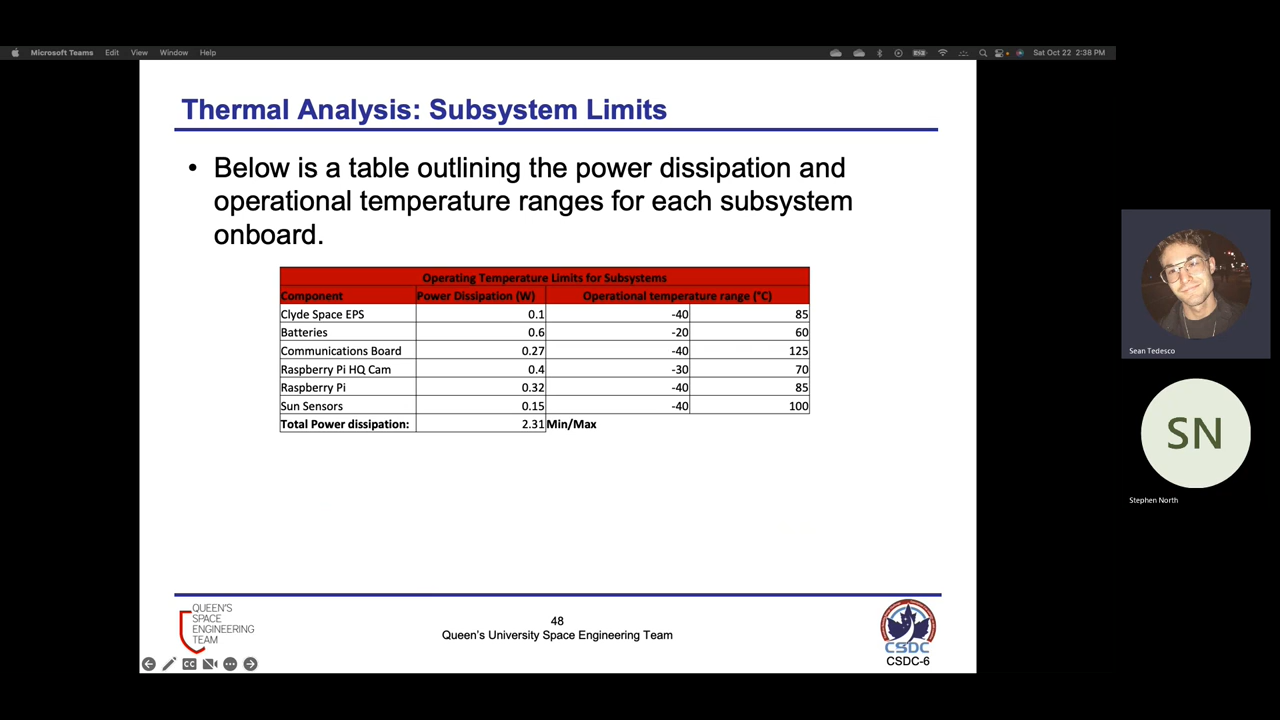 Microsoft Teams Edit View Window Help Sat Oct 22 2:38 PM
Thermal Analysis: Subsystem Limits
• Below is a table outlining the power dissipation and
operational temperature ranges for each subsystem
onboard.
Operating Temperature Limits for Subsystems
Component Power Dissipation (W) Operational temperature range (°C)
Clyde Space EPS 0.1 -40 85
Batteries 0.6 -20 60
Communications Board 0.27 -40 125
Raspberry Pi HQ Cam 0.4 -30 70
Raspberry Pi 0.32 -40 85
Sun Sensors 0.15 -40 100
Total Power dissipation: 2.31 Min/Max
QUEEN'S
SPACE
ENGINEERING
TEAM
48
Queen's University Space Engineering Team
CSDC
CSDC-6
CC
Sean Tedesco
SN
Stephen North